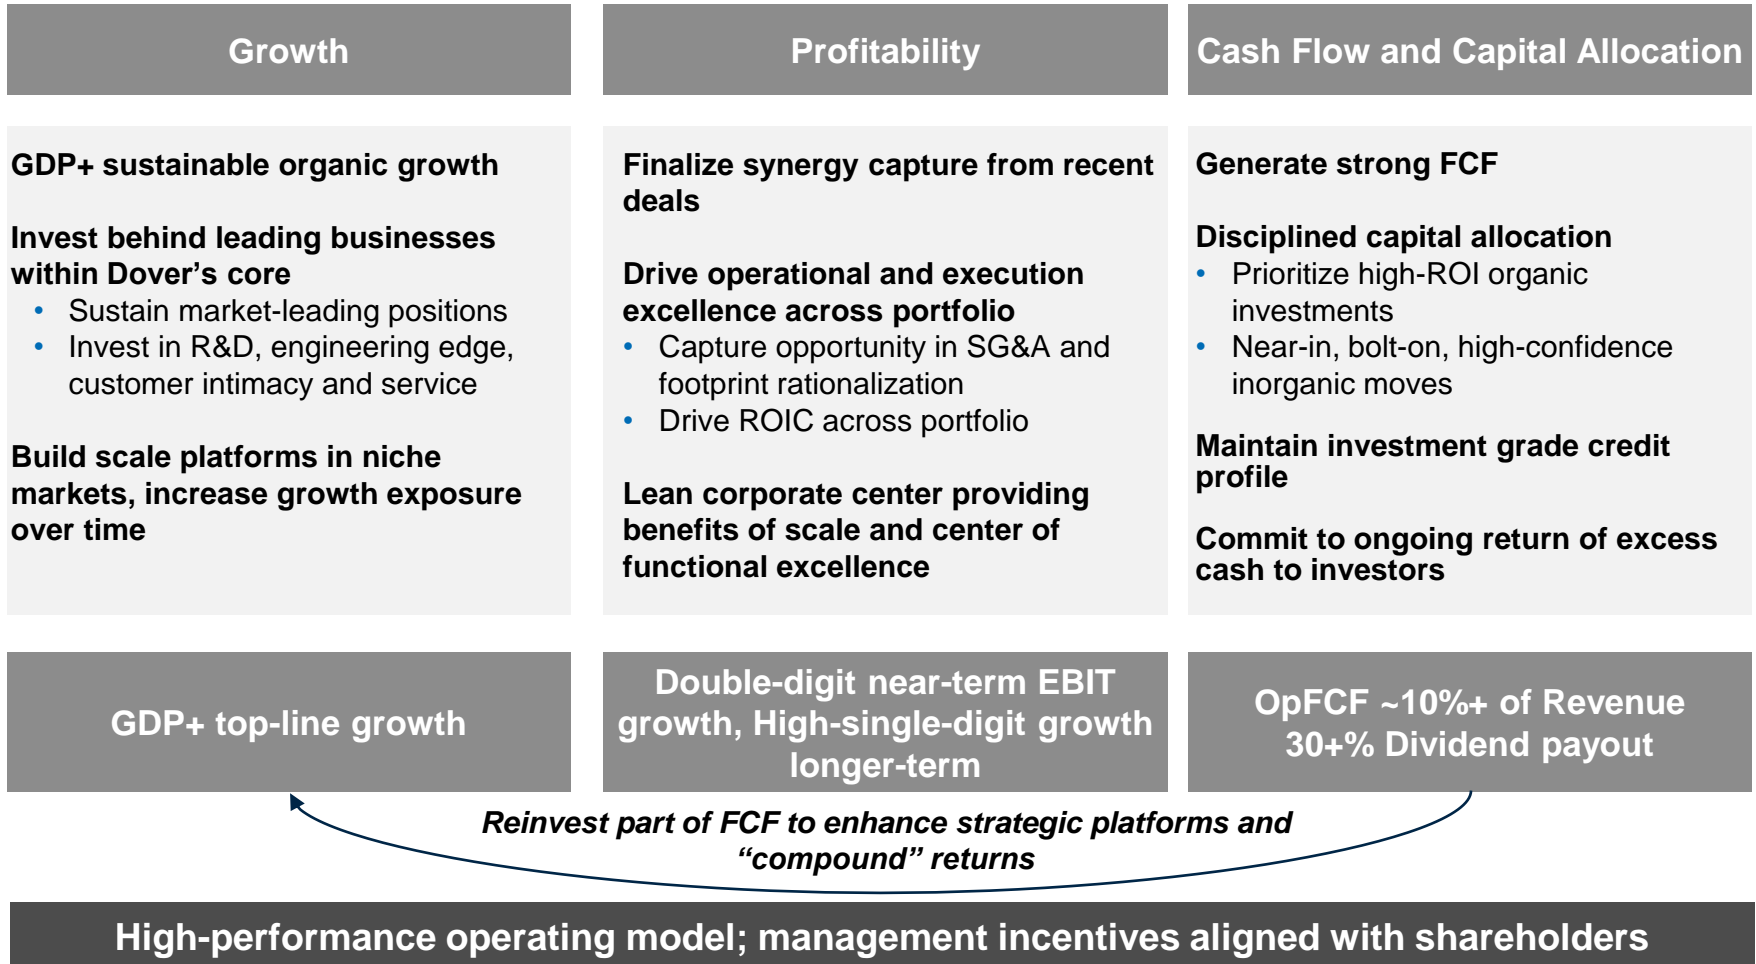 Growth
GDP+ sustainable organic growth
Invest behind leading businesses
within Dover’s core
• Sustain market-leading positions
• Invest in R&D, engineering edge,
customer intimacy and service
Build scale platforms in niche
markets, increase growth exposure
over time
GDP+ top-line growth
Profitability
Finalize synergy capture from recent
deals
Drive operational and execution
excellence across portfolio
• Capture opportunity in SG&A and
footprint rationalization
• Drive ROIC across portfolio
Lean corporate center providing
benefits of scale and center of
functional excellence
Double-digit near-term EBIT
growth, High-single-digit growth
longer-term
Cash Flow and Capital Allocation
Generate strong FCF
Disciplined capital allocation
• Prioritize high-ROI organic
investments
• Near-in, bolt-on, high-confidence
inorganic moves
Maintain investment grade credit
profile
Commit to ongoing return of excess
cash to investors
OpFCF ~10%+ of Revenue
30+% Dividend payout
Reinvest part of FCF to enhance strategic platforms and
“compound” returns
High-performance operating model; management incentives aligned with shareholders